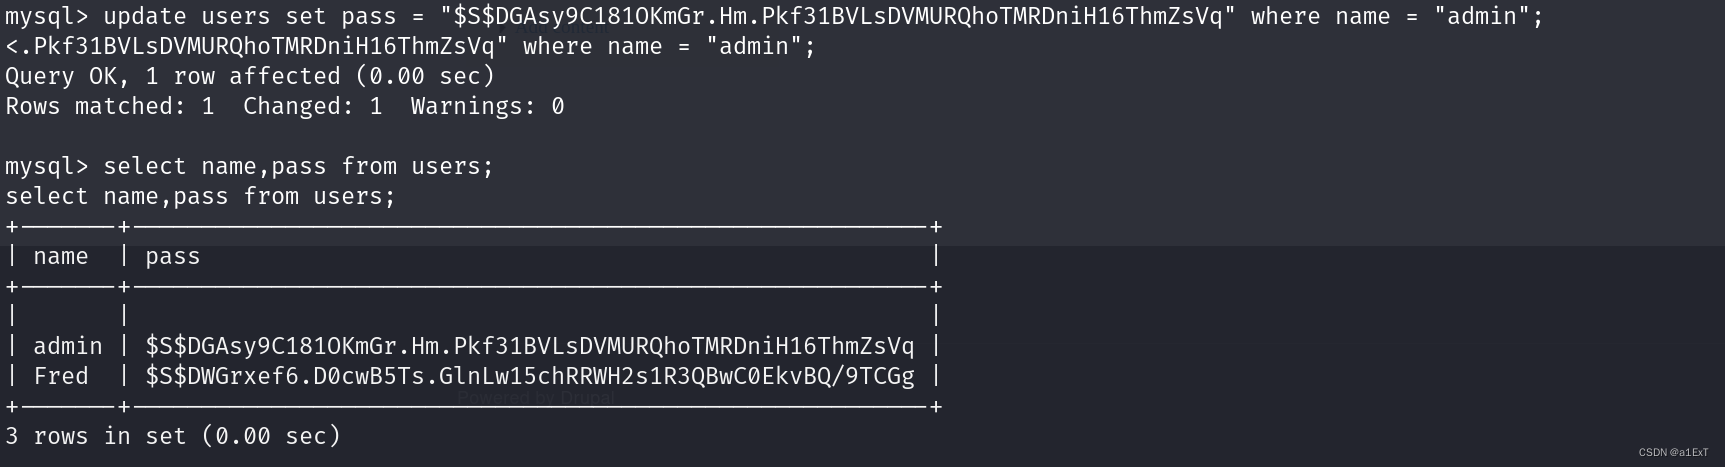 mysql> update users set pass = "$S$DGAsy9C181OKmGr.Hm.Pkf31BVLsDVMURQhoTMRDniH16ThmZsVq" where name = "admin";
<.Pkf31BVLsDVMURQhoTMRDniH16ThmZsVq" where name = "admin";
Query OK, 1 row affected (0.00 sec)
Rows matched: 1  Changed: 1  Warnings: 0
mysql> select name,pass from users;
select name,pass from users;
+-------+---------------------------------------------------------+
| name  | pass                                                    |
+-------+---------------------------------------------------------+
|       |                                                         |
| admin | $S$DGAsy9C181OKmGr.Hm.Pkf31BVLsDVMURQhoTMRDniH16ThmZsVq |
| Fred  | $S$DWGrxef6.D0cwB5Ts.GlnLw15chRRWH2s1R3QBwC0EkvBQ/9TCGg |
Powered by Drupal
+-------+---------------------------------------------------------+
3 rows in set (0.00 sec)
CSDN @a1ExT